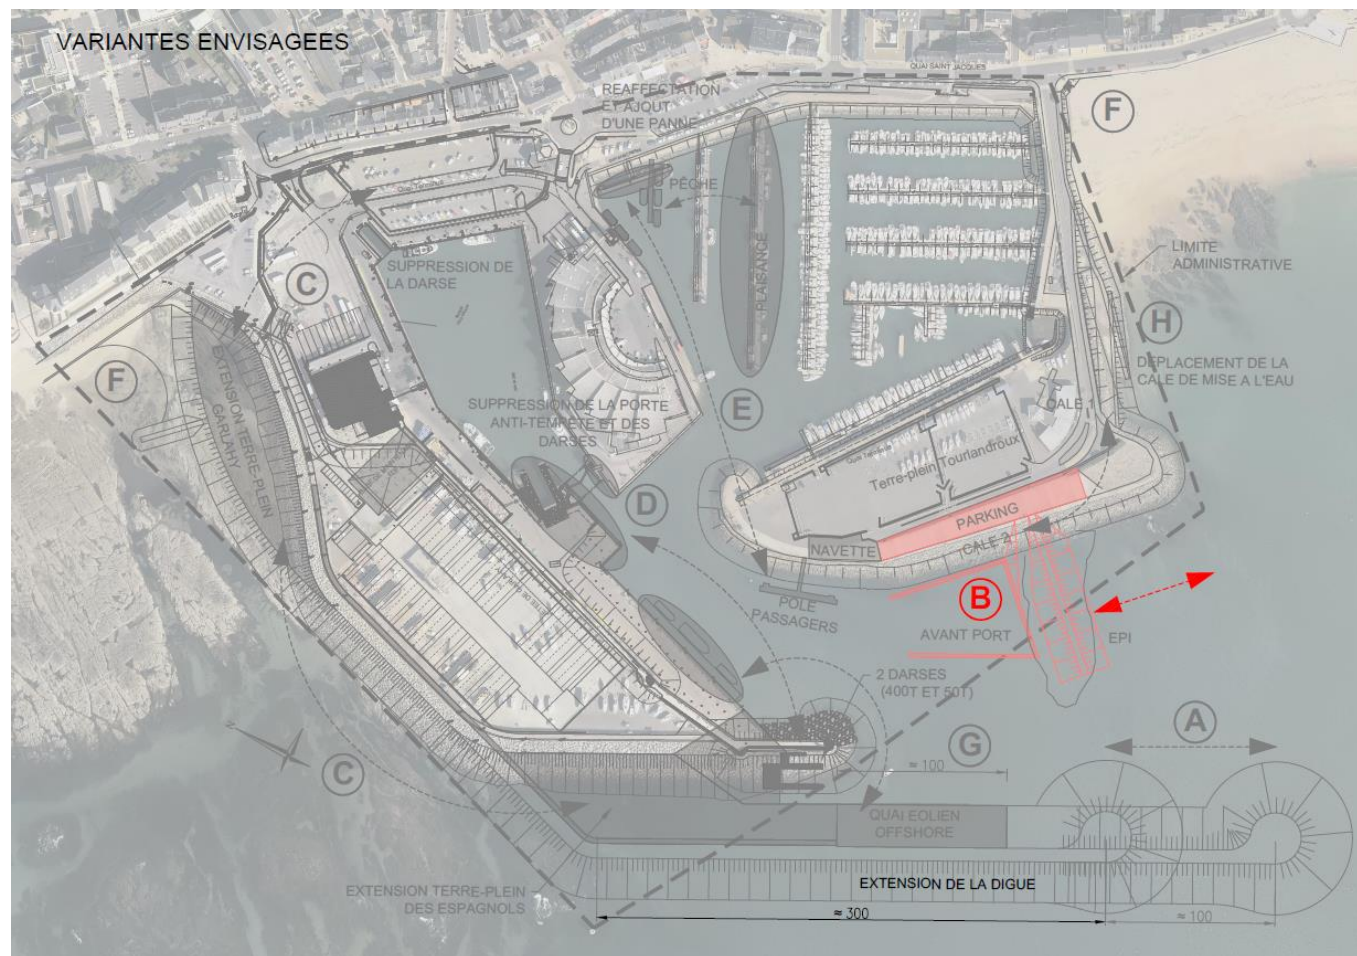 VARIANTES ENVISAGEES
QUAI SAINT JACQUES
REAFFECTATION
ET AJOUT
D'UNE PANNE
F
PÊCHE
PLAISANCE
LIMITE
ADMINISTRATIVE
SUPPRESSION DE
LA DARSE
C
H
DEPLACEMENT DE LA
CALE DE MISE A L'EAU
F
EXTENSION TERRE-PLEIN
GARLAHY
SUPPRESSION DE LA PORTE
ANTI-TEMPÊTE ET DES
DARSES
E
CALE 1
Terre-plein Tourlandroux
D
PARKING
CALE 2
NAVETTE
B
POLE
PASSAGERS
AVANT PORT
EPI
2 DARSES
(400T ET 50T)
A
G
≈ 100
C
QUAI EOLIEN
OFFSHORE
EXTENSION TERRE-PLEIN
DES ESPAGNOLS
EXTENSION DE LA DIGUE
≈ 300
≈ 100